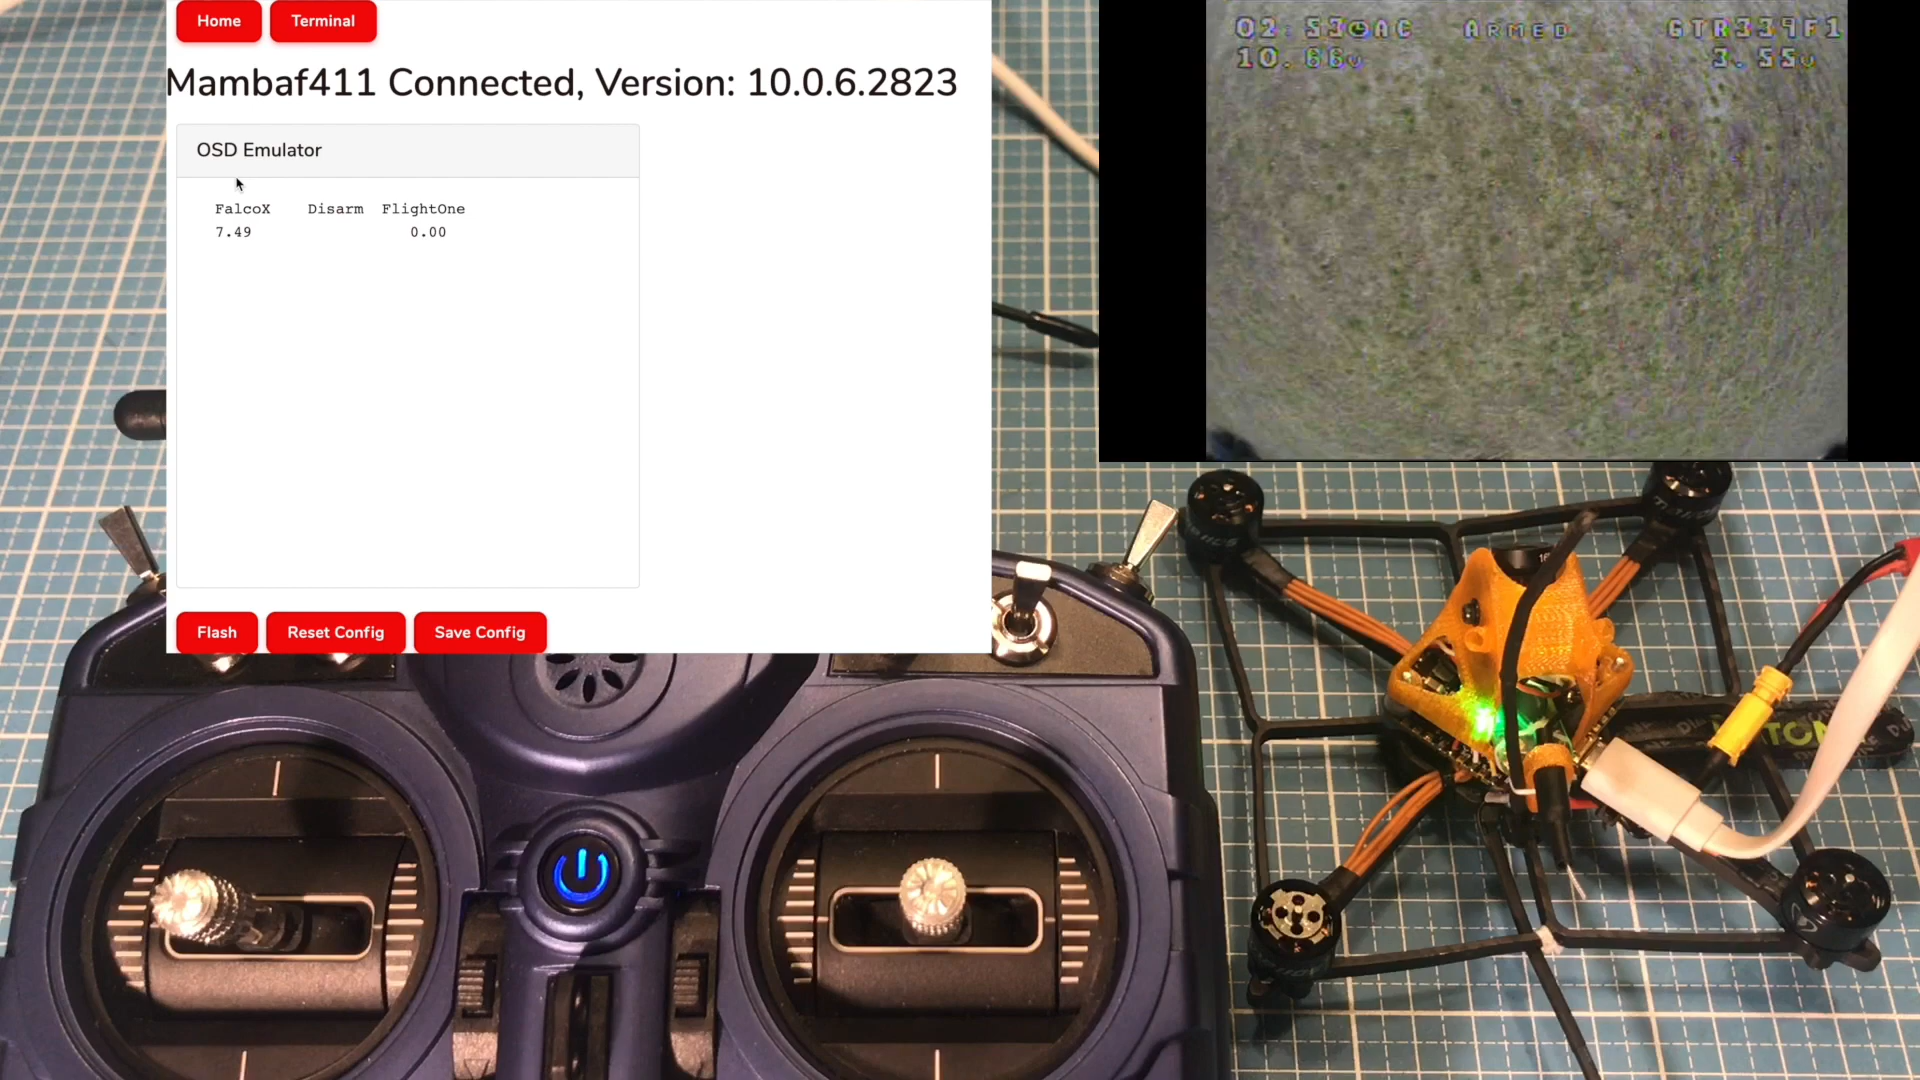 Home Terminal
Mambaf411 Connected, Version: 10.0.6.2823
OSD Emulator
FalcoX Disarm FlightOne
7.49 0.00
Flash Reset Config Save Config
ARMED GTR339F1
10.66v 3.55v